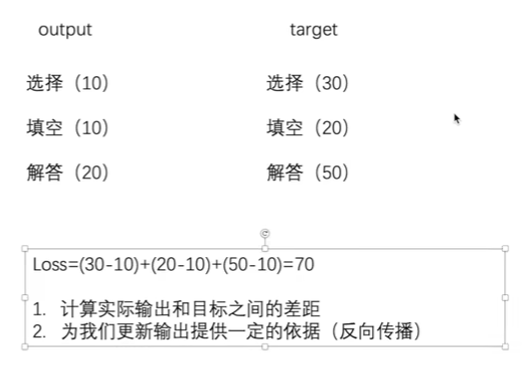 output target
选择（10） 选择（30）
填空（10） 填空（20）
解答（20） 解答（50）
Loss=(30-10)+(20-10)+(50-10)=70
1. 计算实际输出和目标之间的差距
2. 为我们更新输出提供一定的依据（反向传播）